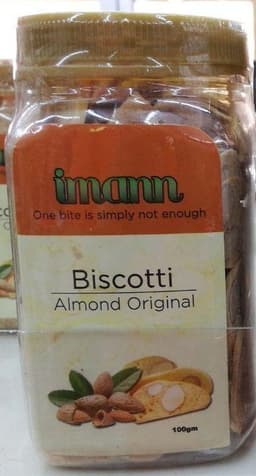 imann
One bite is simply not enough
Biscotti
Almond Original
100gm